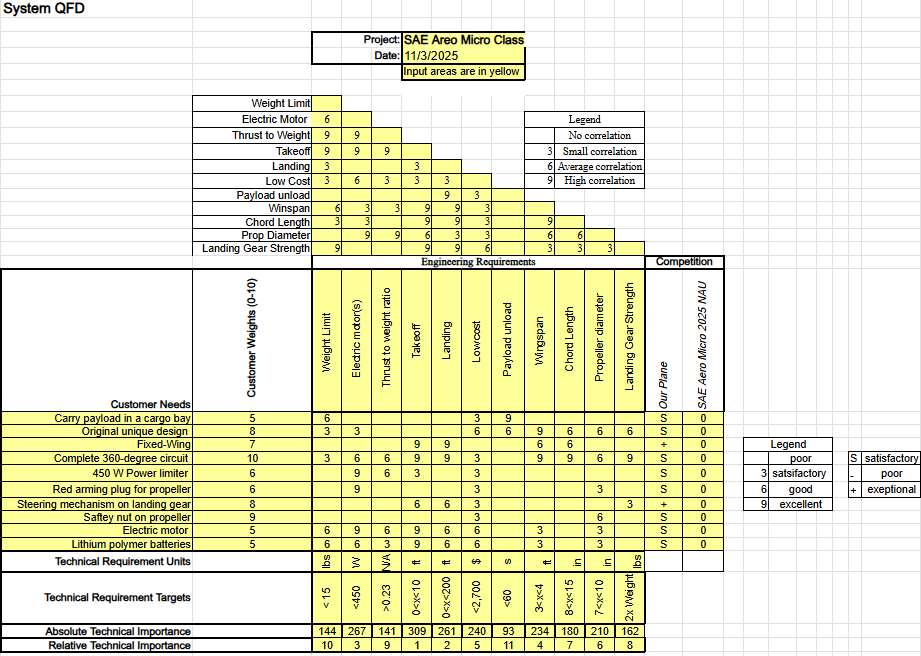 System QFD
Project: SAE Areo Micro Class
Date: 11/3/2025
Input areas are in yellow
Weight Limit
Electric Motor 6
Legend
Thrust to Weight 9 9
No correlation
Takeoff 9 9 9
3 Small correlation
Landing 3 3
6 Average correlation
Low Cost 3 6 3 3 3
9 High correlation
Payload unload 9 3
Winspan 6 3 3 9 9 3
Chord Length 3 3 9 9 3 9
Prop Diameter 9 9 6 3 3 6 6
Landing Gear Strength 9 9 9 6 3 3 3
Engineering Requirements Competition
Customer Needs Customer Weights (0-10) Weight Limit Electric motor(s) Thrust to weight ratio Takeoff Landing Low cost Payload unload Wingspan Chord Length Propeller diameter Landing Gear Strength Our Plane SAE Aero Micro 2025 NAU
Carry payload in a cargo bay 5 6 3 9 S 0
Original unique design 8 3 3 6 6 9 6 6 6 S 0
Fixed-Wing 7 9 9 6 6 + 0
Complete 360-degree circuit 10 3 6 6 9 9 3 9 9 6 9 S 0
450 W Power limiter 6 9 6 3 3 S 0
Red arming plug for propeller 6 9 3 3 S 0
Steering mechanism on landing gear 8 6 6 3 3 + 0
Saftey nut on propeller 9 3 6 S 0
Electric motor 5 6 9 6 9 6 6 3 3 S 0
Lithium polymer batteries 5 6 6 3 9 6 6 3 3 S 0
Legend
poor
3 satsifactory
6 good
9 excellent
S satisfactory
- poor
+ exeptional
Technical Requirement Units lbs W N/A ft ft $ s ft in in lbs
Technical Requirement Targets < 15 <450 >0.23 0<x<10 0<x<200 <2,700 <60 3<x<4 8<x<15 7<x<10 2x Weight
Absolute Technical Importance 144 267 141 309 261 240 93 234 180 210 162
Relative Technical Importance 10 3 9 1 2 5 11 4 7 6 8